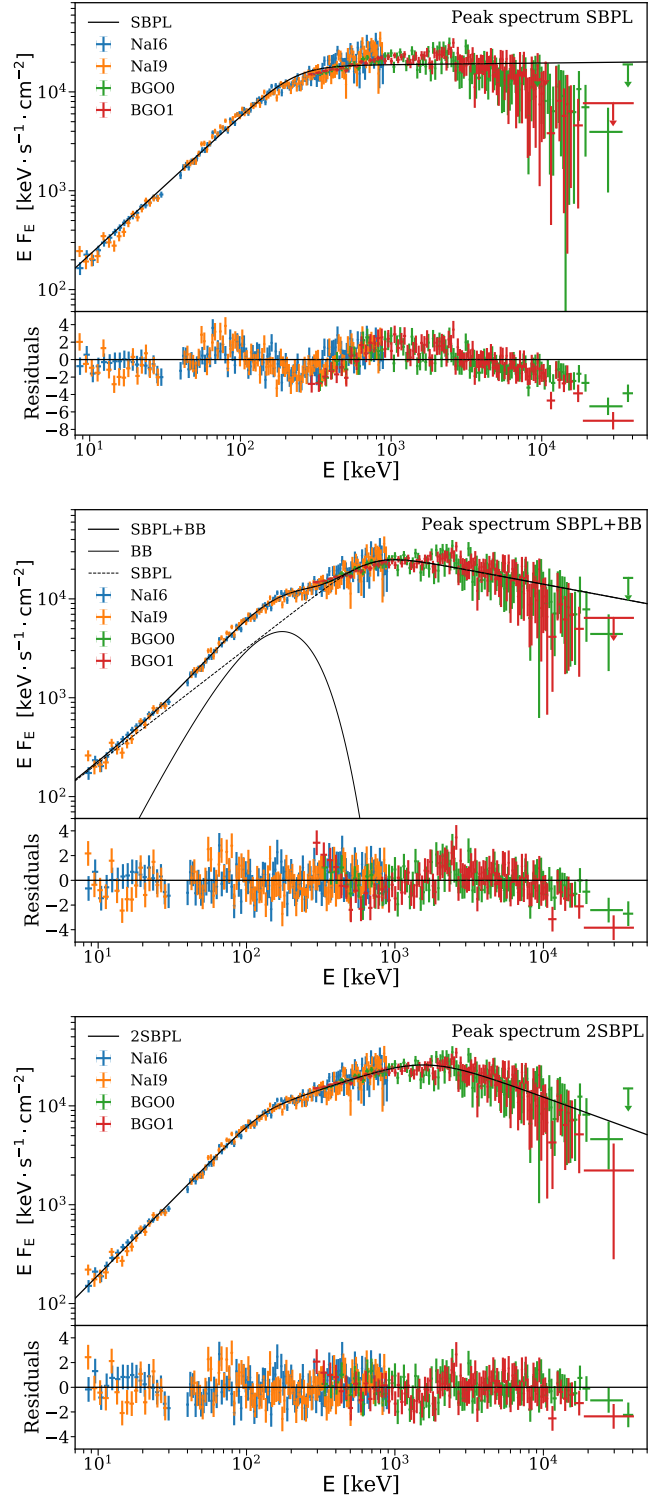 Peak spectrum SBPL
SBPL
NaI6
NaI9
BGO0
BGO1
E F_E [keV·s⁻¹·cm⁻²]
10⁴
10³
10²
Residuals
4
2
0
−2
−4
−6
−8
10¹ 10² 10³ 10⁴
E [keV]
Peak spectrum SBPL+BB
SBPL+BB
BB
SBPL
NaI6
NaI9
BGO0
BGO1
E F_E [keV·s⁻¹·cm⁻²]
10⁴
10³
10²
Residuals
4
2
0
−2
−4
10¹ 10² 10³ 10⁴
E [keV]
Peak spectrum 2SBPL
2SBPL
NaI6
NaI9
BGO0
BGO1
E F_E [keV·s⁻¹·cm⁻²]
10⁴
10³
10²
Residuals
4
2
0
−2
−4
10¹ 10² 10³ 10⁴
E [keV]